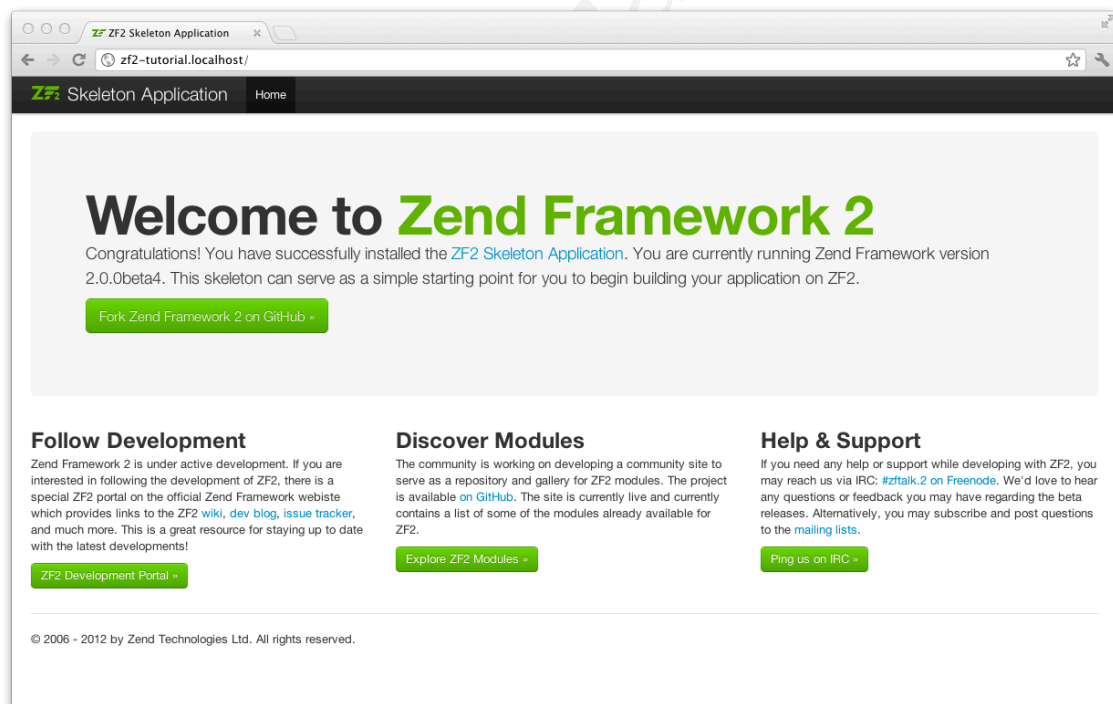 ZF2 Skeleton Application
zf2-tutorial.localhost/
ZF2 Skeleton Application Home
Welcome to Zend Framework 2
Congratulations! You have successfully installed the ZF2 Skeleton Application. You are currently running Zend Framework version
2.0.0beta4. This skeleton can serve as a simple starting point for you to begin building your application on ZF2.
Fork Zend Framework 2 on GitHub »
Follow Development
Zend Framework 2 is under active development. If you are
interested in following the development of ZF2, there is a
special ZF2 portal on the official Zend Framework webiste
which provides links to the ZF2 wiki, dev blog, issue tracker,
and much more. This is a great resource for staying up to date
with the latest developments!
ZF2 Development Portal »
Discover Modules
The community is working on developing a community site to
serve as a repository and gallery for ZF2 modules. The project
is available on GitHub. The site is currently live and currently
contains a list of some of the modules already available for
ZF2.
Explore ZF2 Modules »
Help & Support
If you need any help or support while developing with ZF2, you
may reach us via IRC: #zftalk.2 on Freenode. We'd love to hear
any questions or feedback you may have regarding the beta
releases. Alternatively, you may subscribe and post questions
to the mailing lists.
Ping us on IRC »
© 2006 - 2012 by Zend Technologies Ltd. All rights reserved.